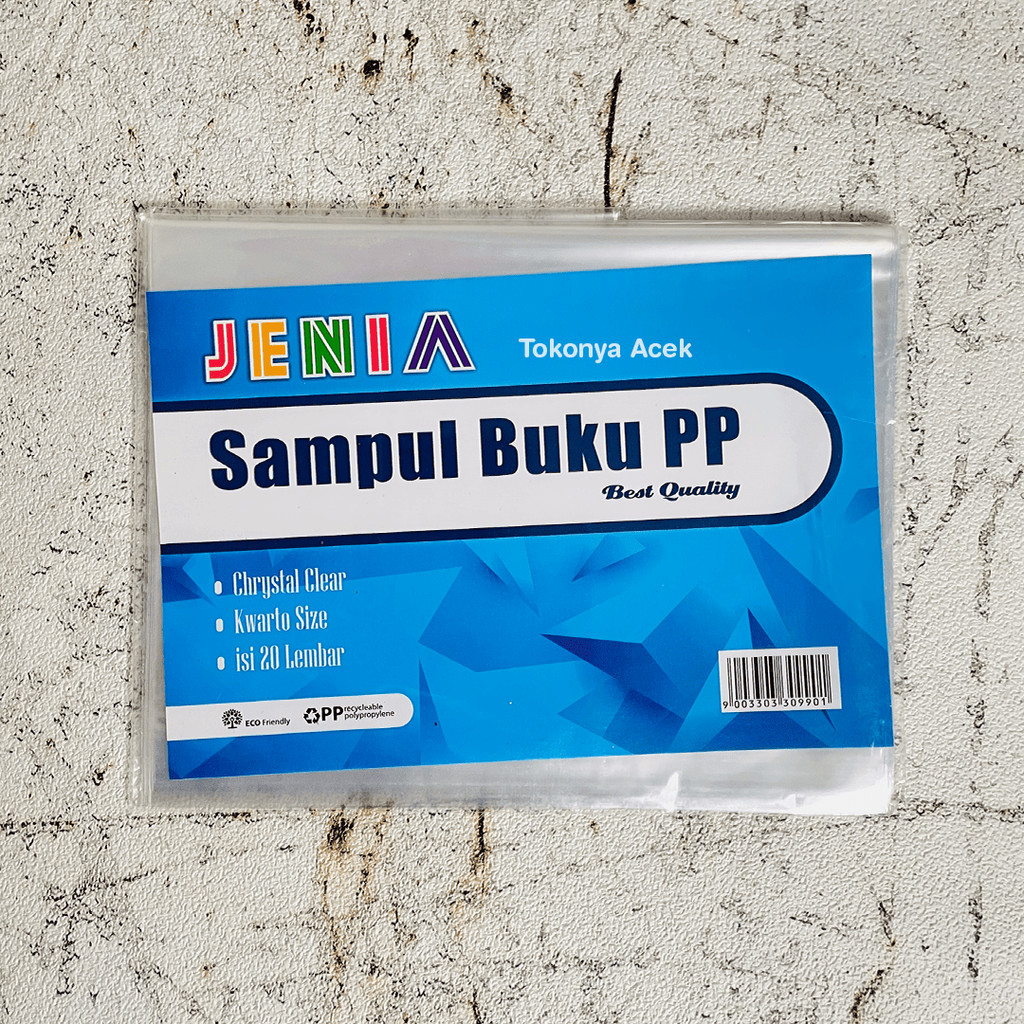 JENIA
Tokonya Acek
Sampul Buku PP
Best Quality
Chrystal Clear
Kwarto Size
isi 20 Lembar
ECO Friendly
PP recycleable
polypropylene
9 003303 309901